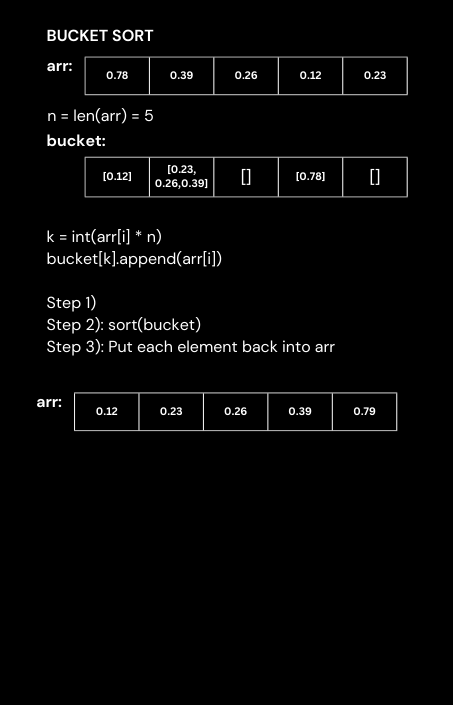 BUCKET SORT
arr: 0.78 0.39 0.26 0.12 0.23
n = len(arr) = 5
bucket:
[0.12] [0.23, 0.26,0.39] [] [0.78] []
k = int(arr[i] * n)
bucket[k].append(arr[i])
Step 1)
Step 2): sort(bucket)
Step 3): Put each element back into arr
arr: 0.12 0.23 0.26 0.39 0.79